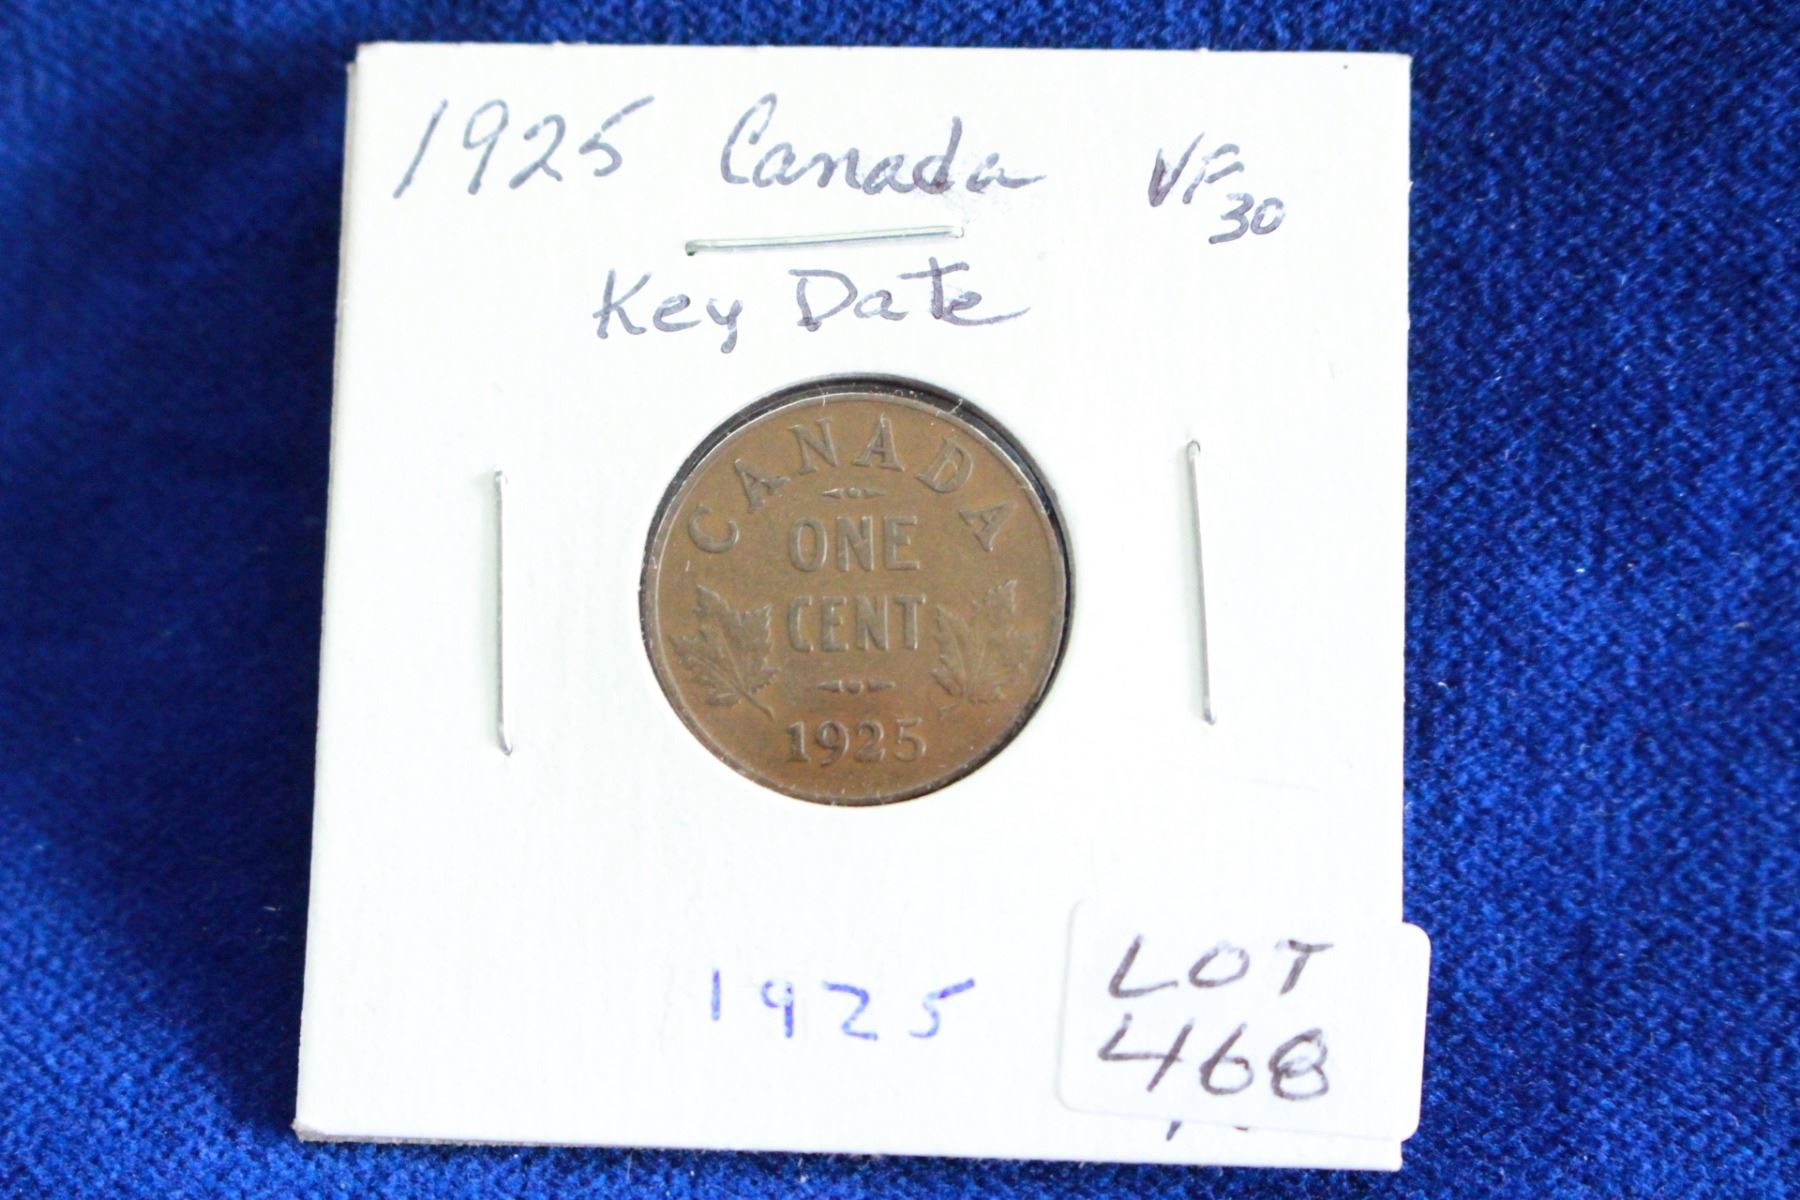 1925 Canada VF30
Key Date
CANADA
ONE
CENT
1925
1925
LOT
468